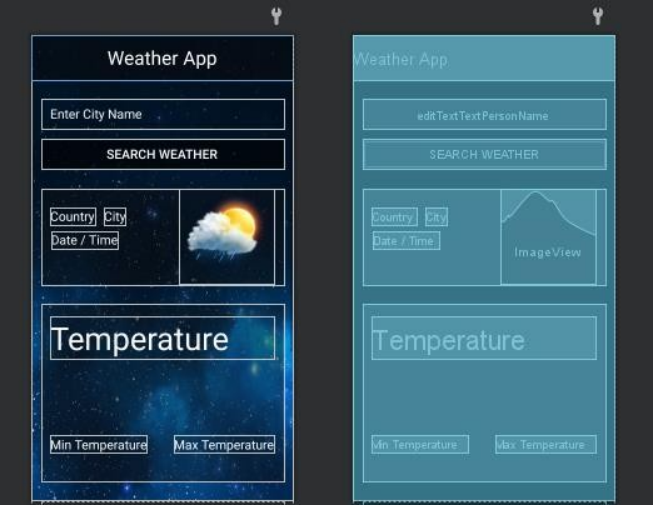 Weather App
Enter City Name
SEARCH WEATHER
Country City
Date / Time
Temperature
Min Temperature Max Temperature
Weather App
editTextTextPersonName
SEARCH WEATHER
Country City
Date / Time
ImageView
Temperature
Min Temperature Max Temperature